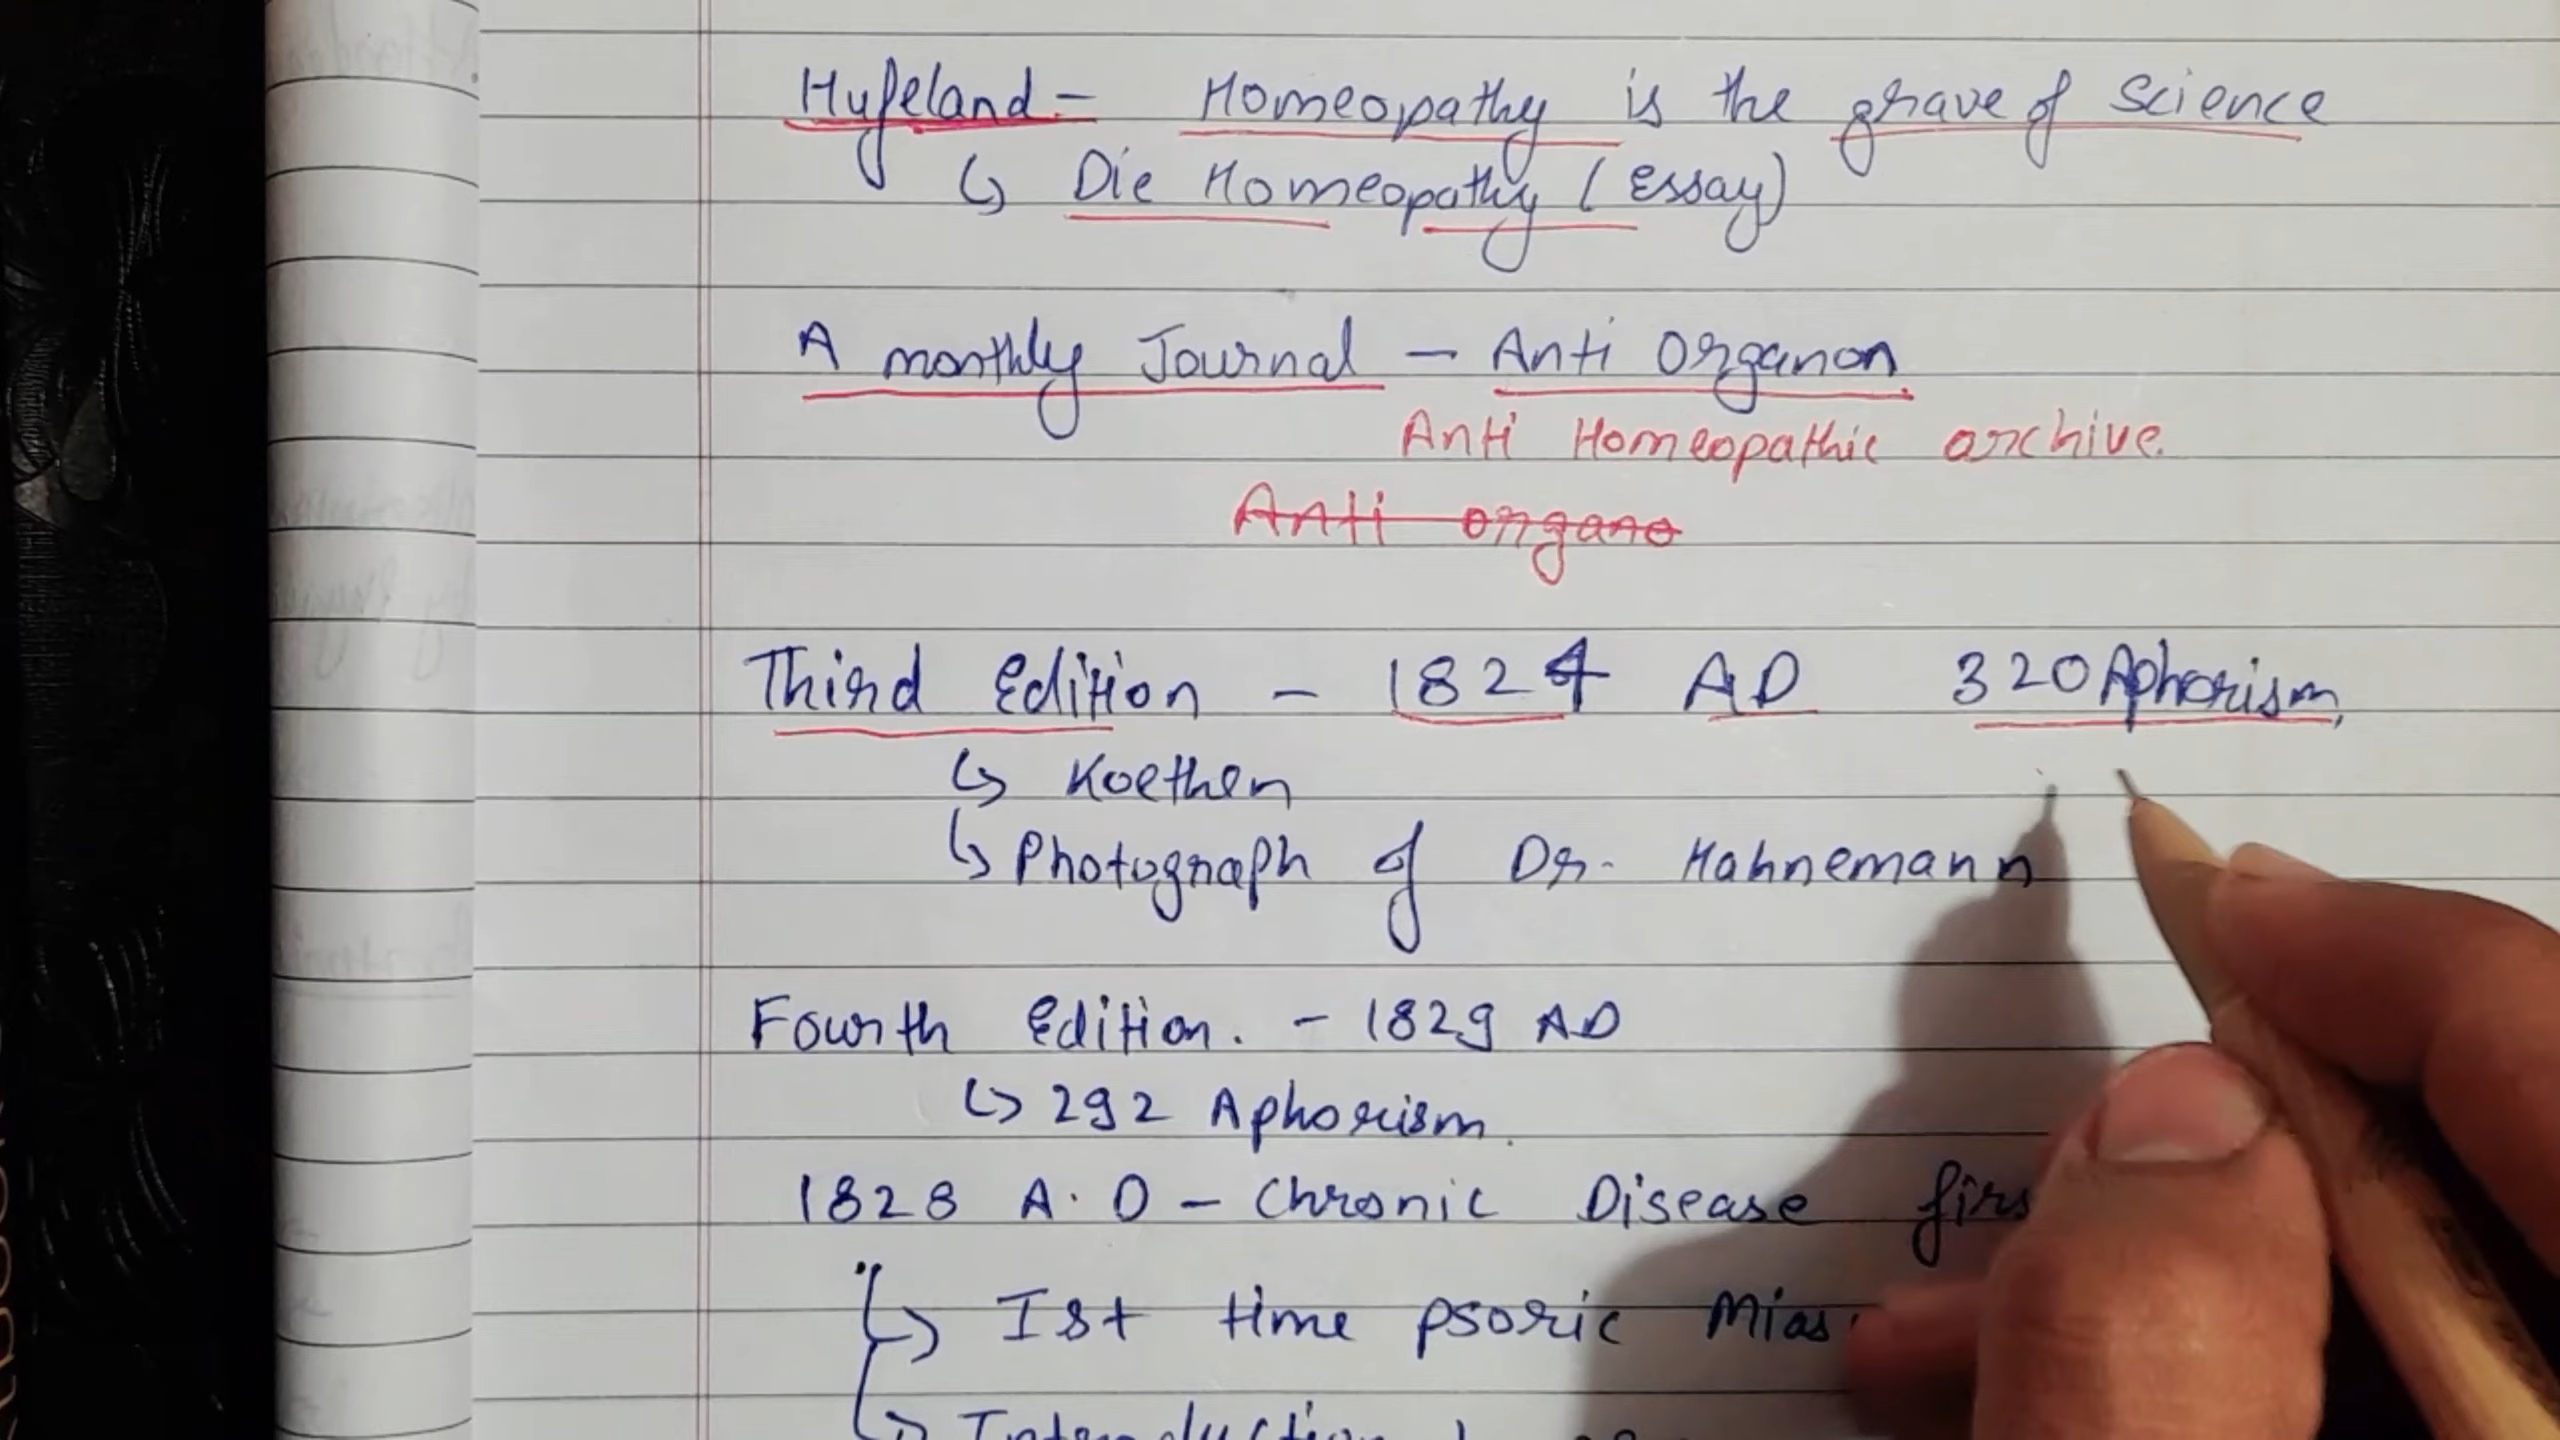 Hufeland - Homeopathy is the grave of science
↳ Die Homeopathy (Essay)
A monthly Journal - Anti Organon
Anti Homeopathic archive.
Anti organo
Third Edition - 1824 AD 320 Aphorism,
↳ Koethen
↳ Photograph of Dr. Hahnemann
Fourth Edition. - 1829 AD
↳ 292 Aphorism.
1828 A.D - Chronic Disease firs
↳ Ist time psoric Mias